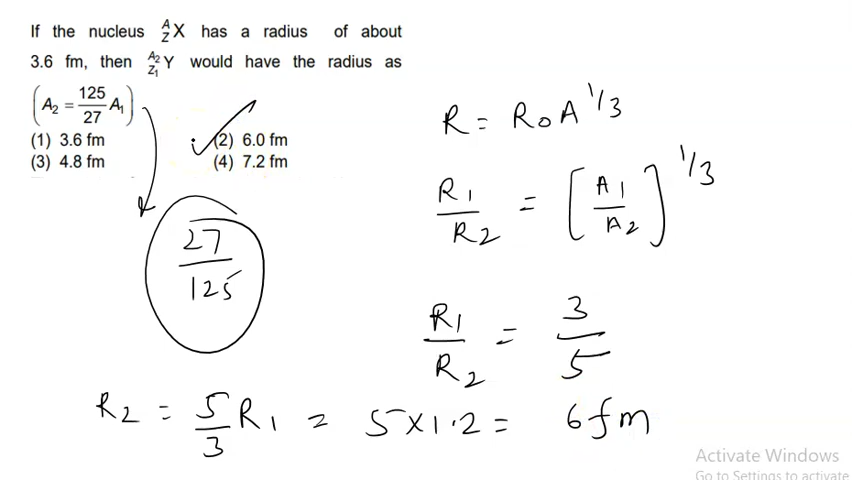 If the nucleus ᴬ_Z X has a radius of about
3.6 fm, then ᴬ²_Z₁ Y would have the radius as
(A₂ = 125/27 A₁)
(1) 3.6 fm (2) 6.0 fm
(3) 4.8 fm (4) 7.2 fm
27/125
R = R₀A^1/3
R₁/R₂ = [A₁/A₂]^1/3
R₁/R₂ = 3/5
R₂ = 5/3 R₁ = 5×1.2 = 6fm
Activate Windows
Go to Settings to activate